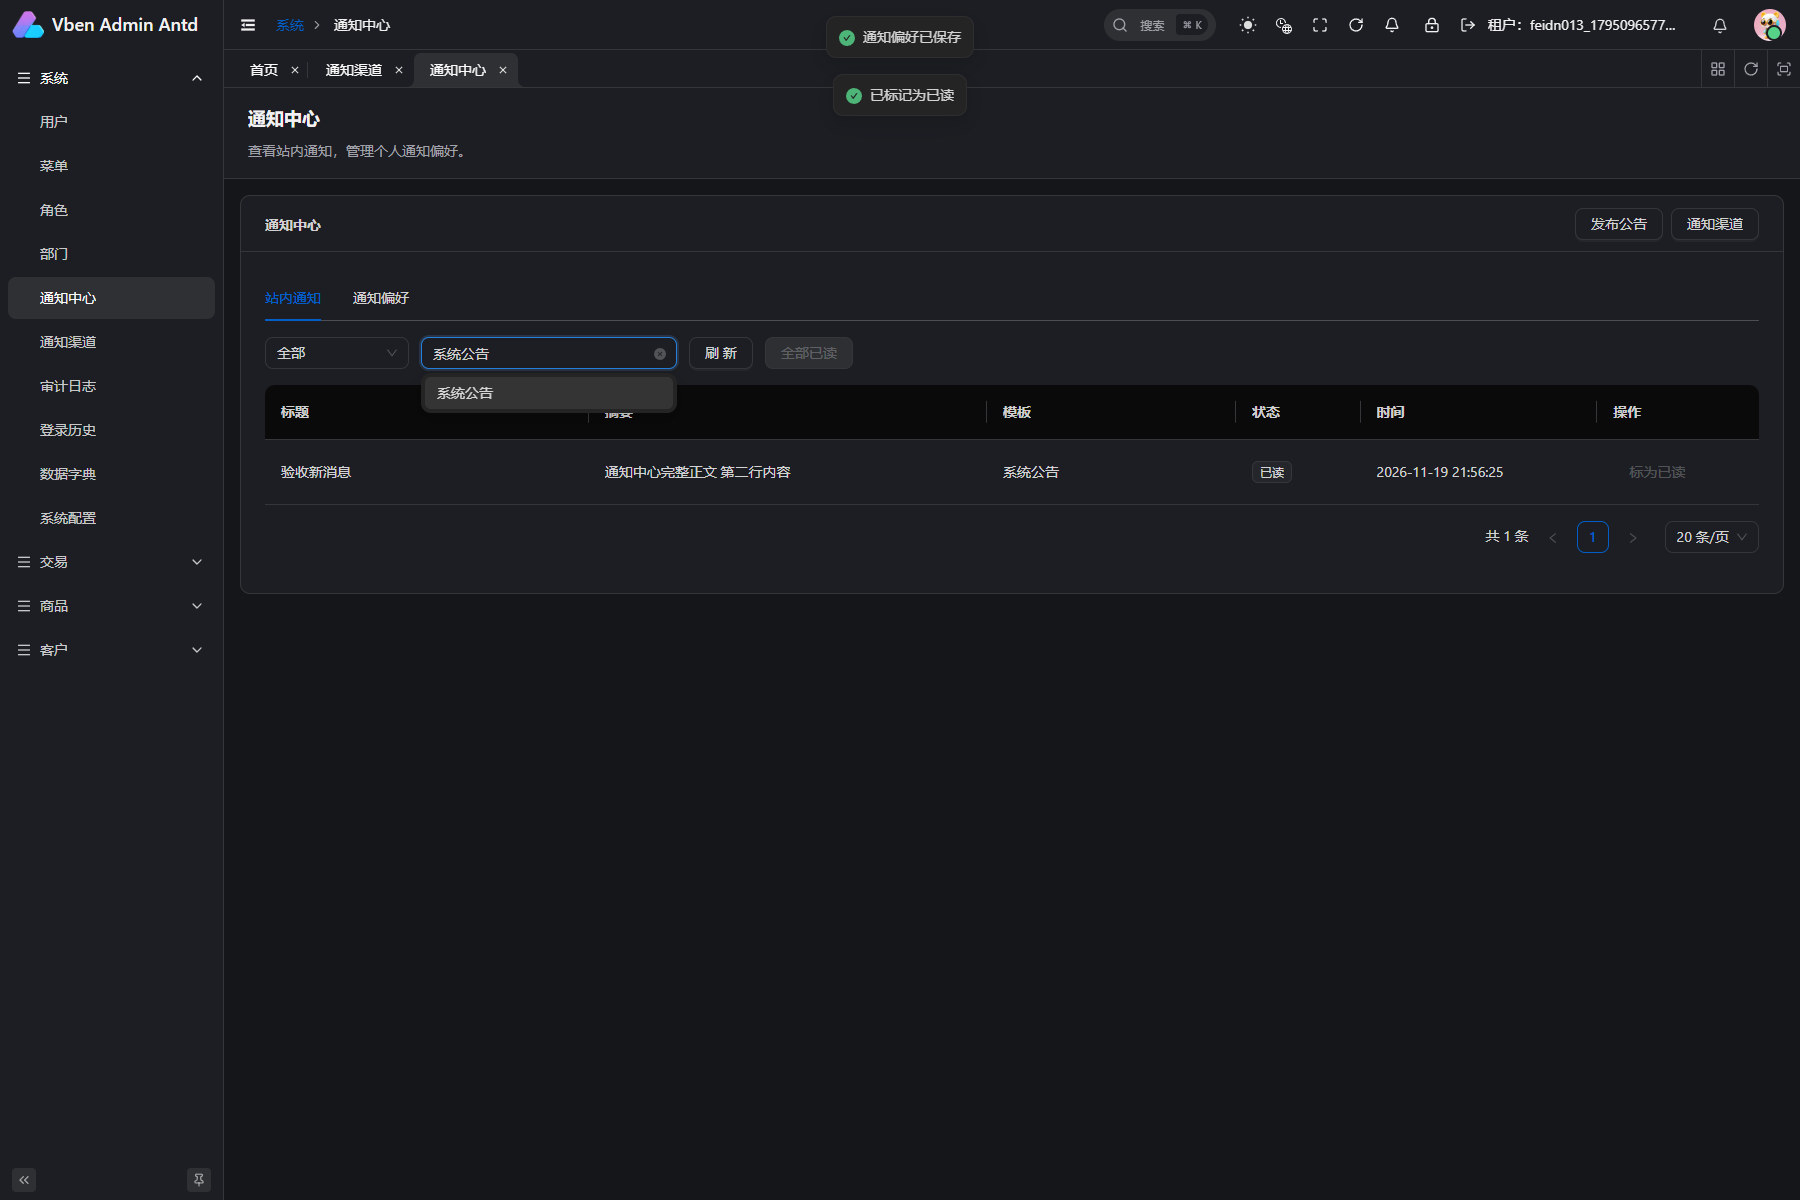 Vben Admin Antd
系统
用户
菜单
角色
部门
通知中心
通知渠道
审计日志
登录历史
数据字典
系统配置
交易
商品
客户
系统 > 通知中心
搜索 ⌘ K
租户：feidn013_1795096577...
首页 通知渠道 通知中心
通知偏好已保存
已标记为已读
通知中心
查看站内通知，管理个人通知偏好。
通知中心
发布公告 通知渠道
站内通知 通知偏好
全部 系统公告 刷新 全部已读
系统公告
标题 摘要 模板 状态 时间 操作
验收新消息 通知中心完整正文 第二行内容 系统公告 已读 2026-11-19 21:56:25 标为已读
共 1 条 1 20 条/页